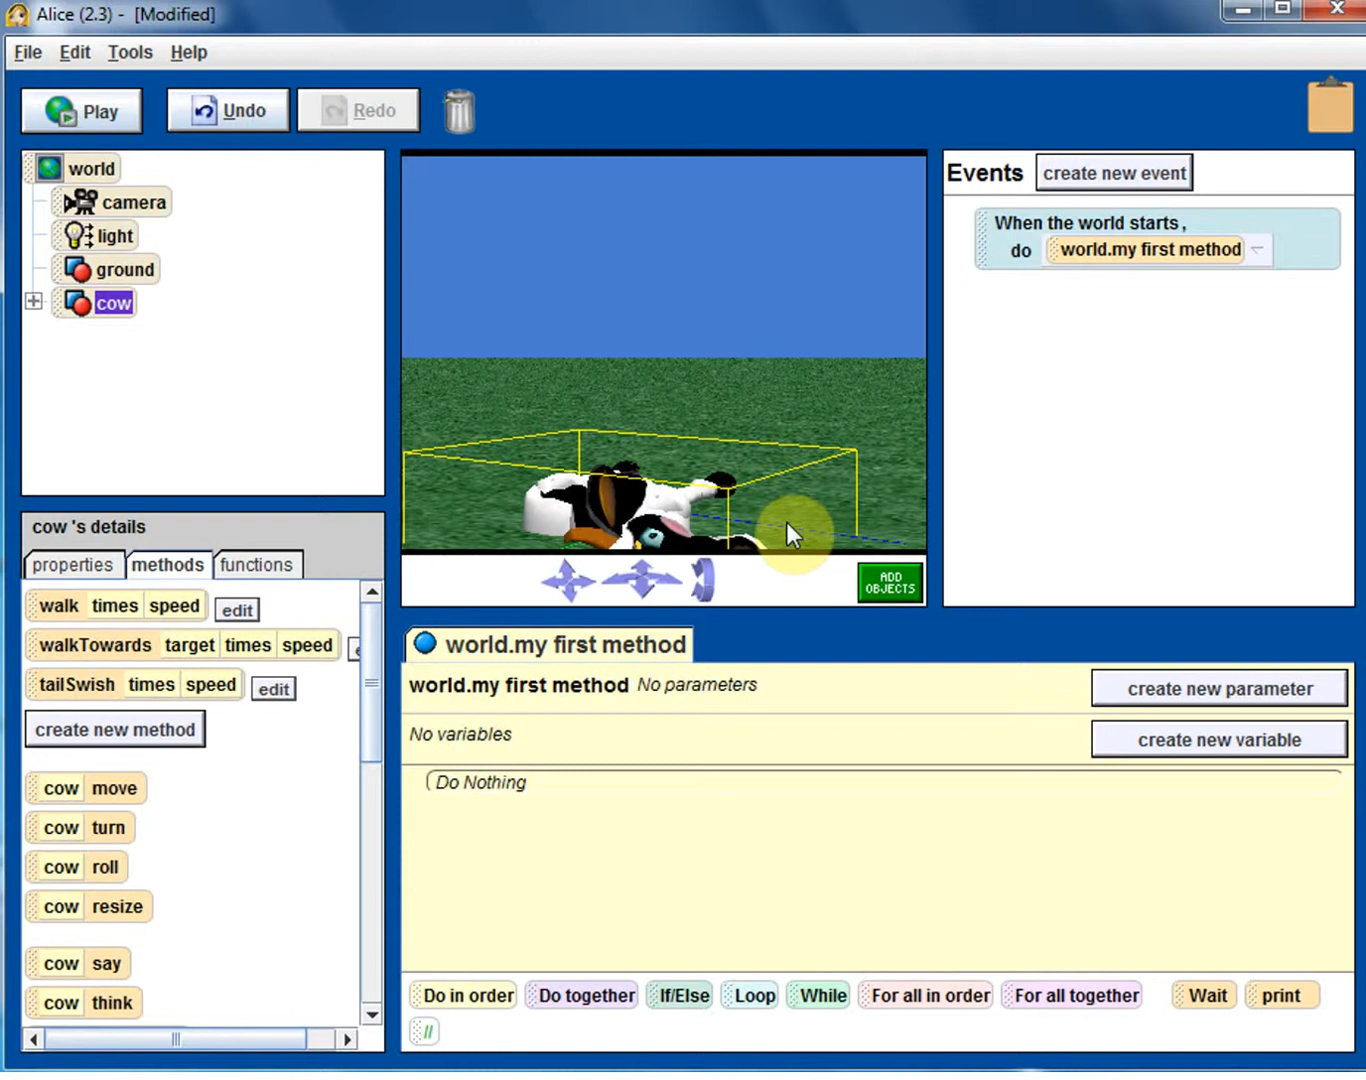 Alice (2.3) - [Modified]
File Edit Tools Help
Play Undo Redo
world
camera
light
ground
cow
Events create new event
When the world starts,
do world.my first method
ADD
OBJECTS
cow 's details
properties methods functions
walk times speed edit
walkTowards target times speed
tailSwish times speed edit
create new method
cow move
cow turn
cow roll
cow resize
cow say
cow think
world.my first method
world.my first method No parameters create new parameter
No variables create new variable
Do Nothing
Do in order Do together If/Else Loop While For all in order For all together Wait print
//